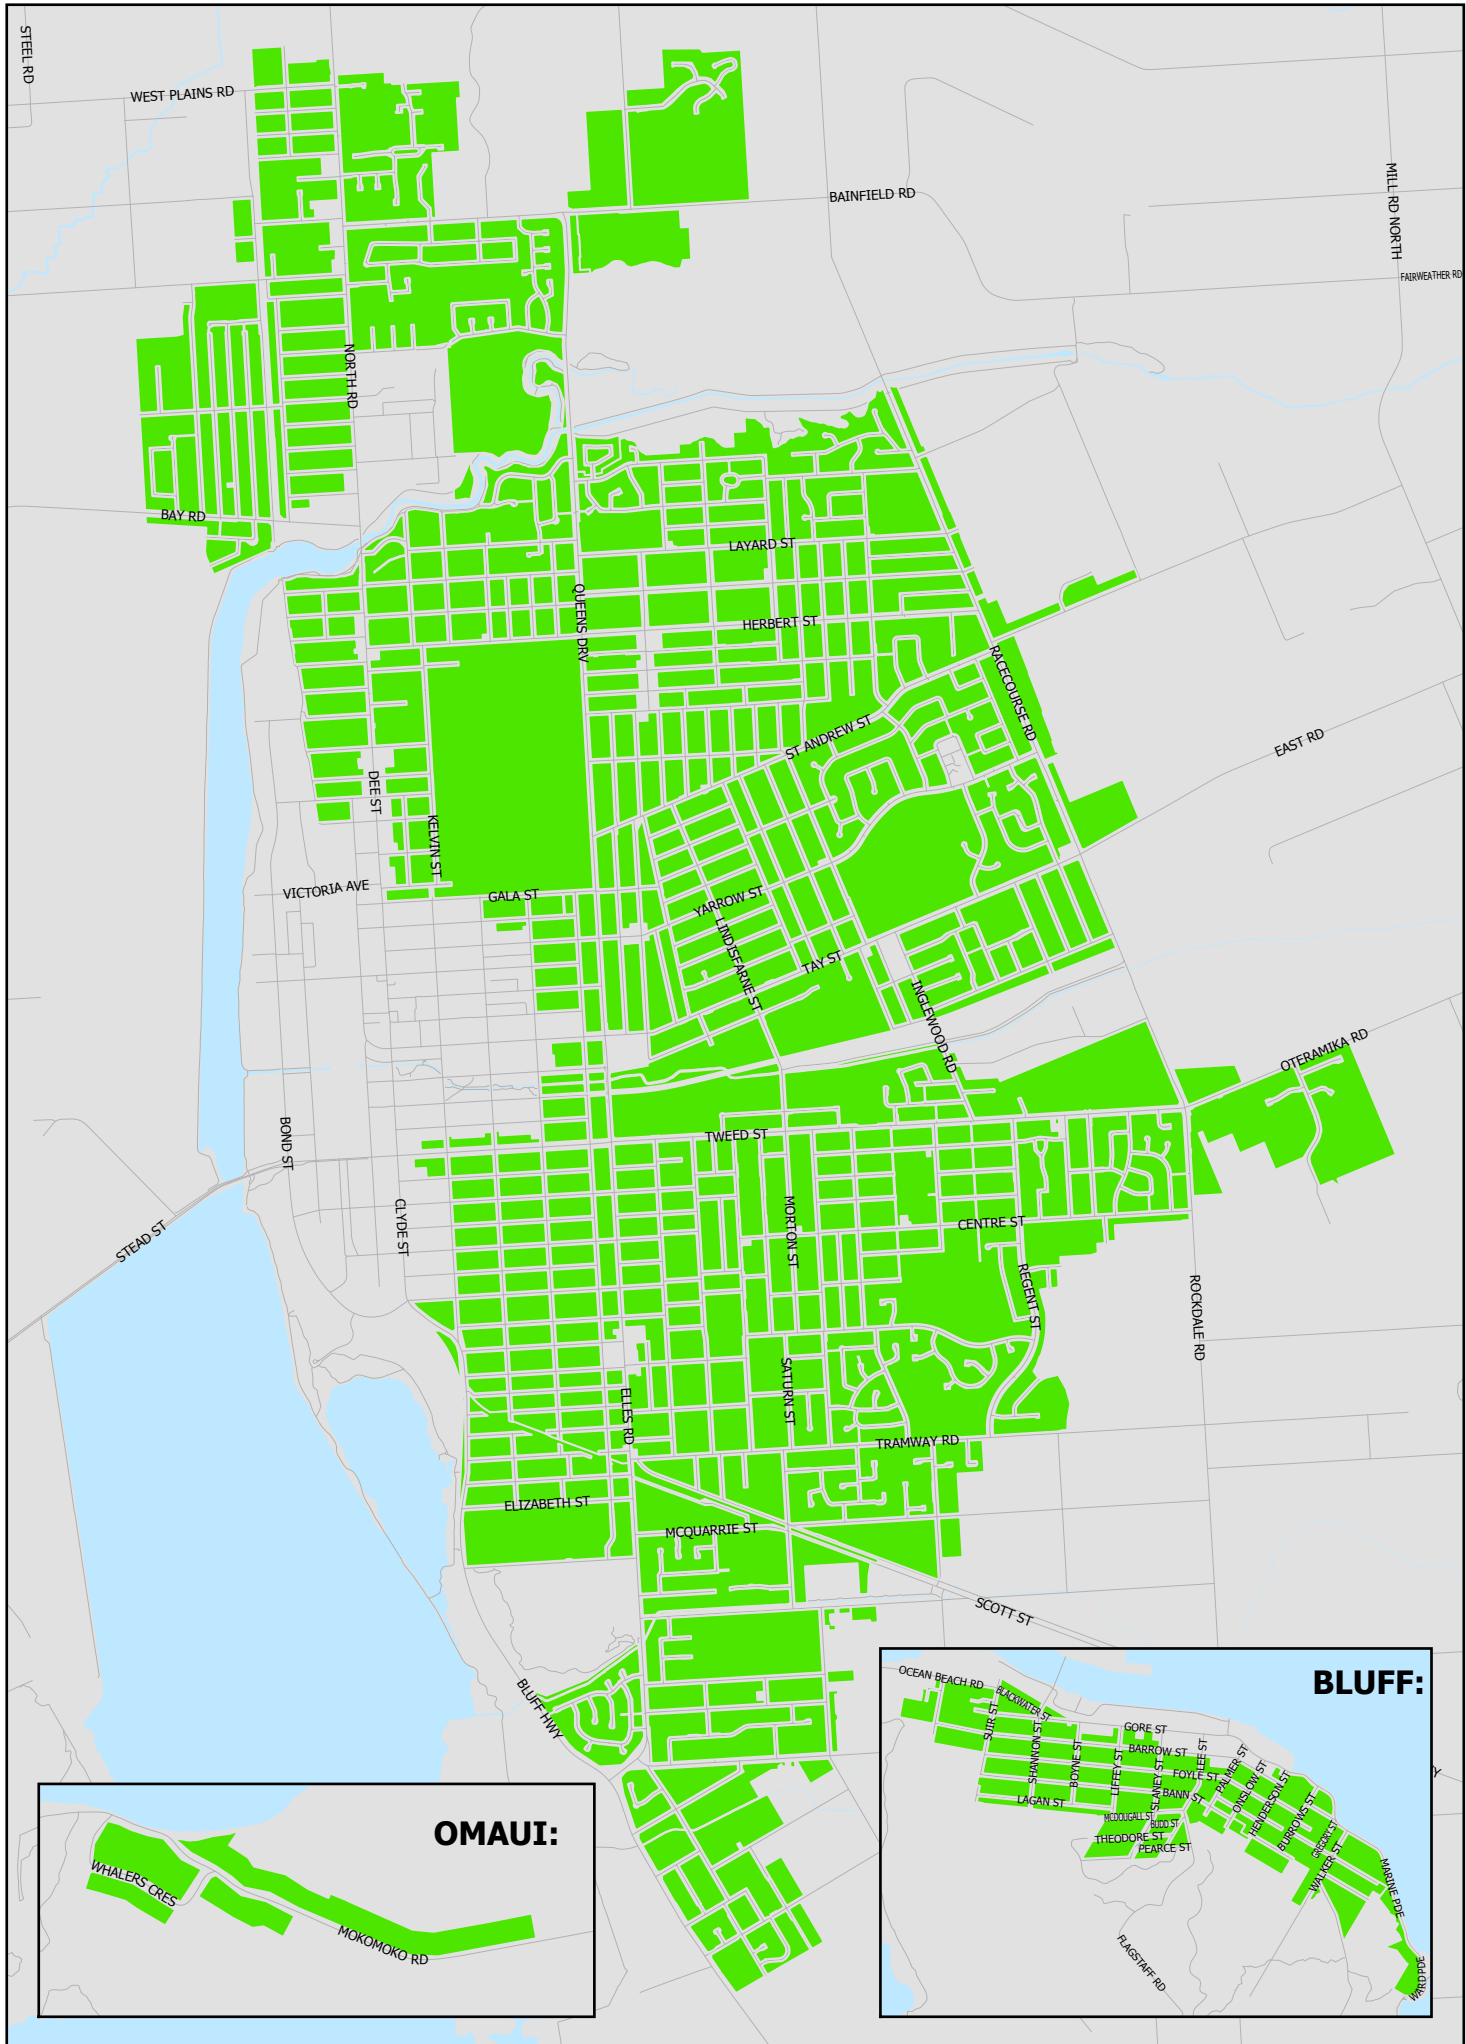 STEEL RD
WEST PLAINS RD
BAINFIELD RD
MILL RD NORTH
FAIRWEATHER RD
NORTH RD
BAY RD
LAYARD ST
QUEENS DRV
HERBERT ST
RACECOURSE RD
ST ANDREW ST
EAST RD
DEE ST
KELVIN ST
VICTORIA AVE
GALA ST
YARROW ST
LINDISFARNE ST
TAY ST
INGLEWOOD RD
OTERAMIKA RD
BOND ST
TWEED ST
CLYDE ST
MORTON ST
CENTRE ST
STEAD ST
REGENT ST
ROCKDALE RD
SATURN ST
ELLES RD
TRAMWAY RD
ELIZABETH ST
MCQUARRIE ST
SCOTT ST
BLUFF HWY
Y
OMAUI:
WHALERS CRES
MOKOMOKO RD
BLUFF:
OCEAN BEACH RD
BLACKWATER ST
SUIR ST
SHANNON ST
GORE ST
BARROW ST
BOYNE ST
LIFFEY ST
LEE ST
FOYLE ST
PALMER ST
SLANEY ST
BANN ST
ONSLOW ST
HENDERSON ST
LAGAN ST
MCDOUGALL ST
BUDD ST
BURROWS ST
GREGORY ST
THEODORE ST
PEARCE ST
WALKER ST
MARINE PDE
FLAGSTAFF RD
WARD PDE